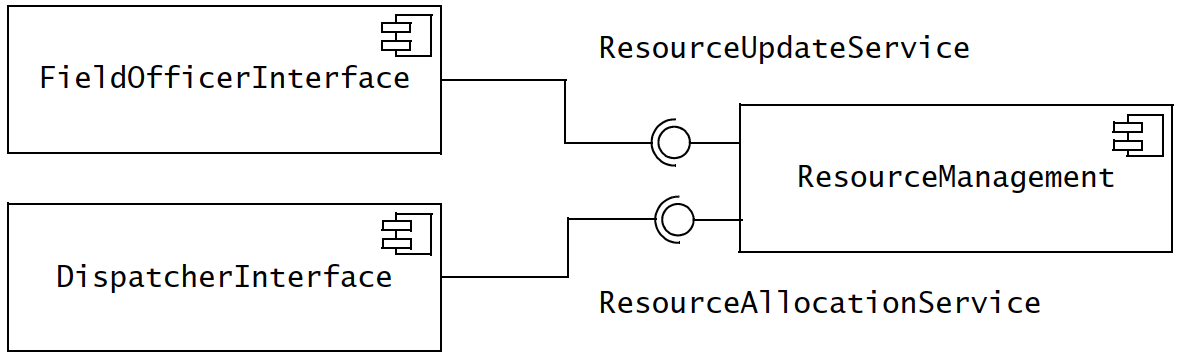 ResourceUpdateService
FieldOfficerInterface
ResourceManagement
DispatcherInterface
ResourceAllocationService